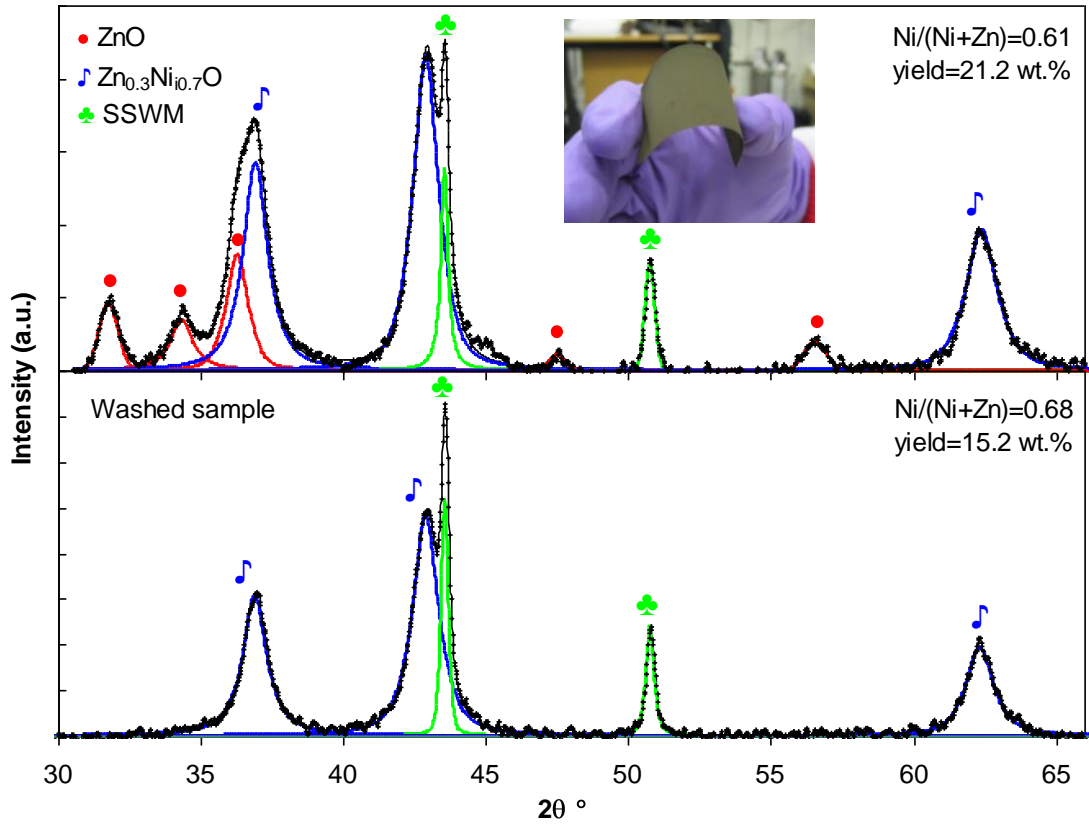 ZnO
Zn0.3Ni0.7O
SSWM
Ni/(Ni+Zn)=0.61
yield=21.2 wt.%
Washed sample
Ni/(Ni+Zn)=0.68
yield=15.2 wt.%
Intensity (a.u.)
30 35 40 45 50 55 60 65
2θ °